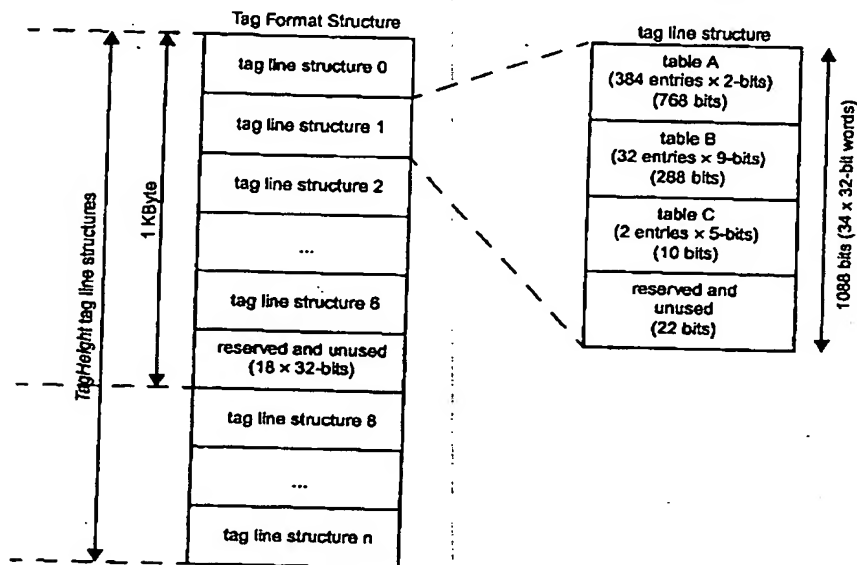 Tag Format Structure
tag line structure 0
tag line structure 1
tag line structure 2
...
tag line structure 6
reserved and unused
(18 × 32-bits)
tag line structure 8
...
tag line structure n
TagHeight tag line structures
1 KByte
tag line structure
table A
(384 entries × 2-bits)
(768 bits)
table B
(32 entries × 9-bits)
(288 bits)
table C
(2 entries × 5-bits)
(10 bits)
reserved and
unused
(22 bits)
1088 bits (34 x 32-bit words)